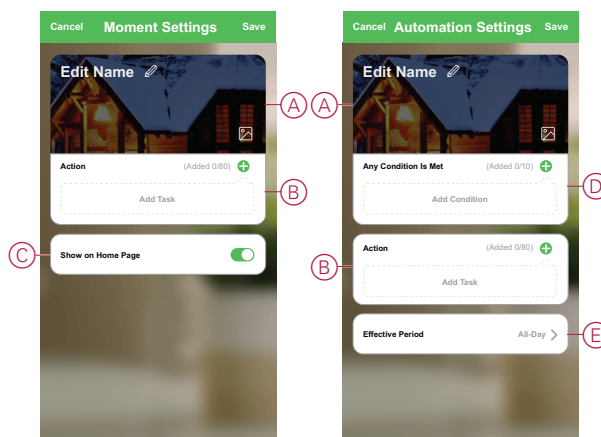 Cancel Moment Settings Save
Edit Name
A
Action (Added 0/80)
Add Task
B
C
Show on Home Page
Cancel Automation Settings Save
Edit Name
A
Any Condition Is Met (Added 0/10)
Add Condition
D
Action (Added 0/80)
B
Add Task
Effective Period All-Day
E